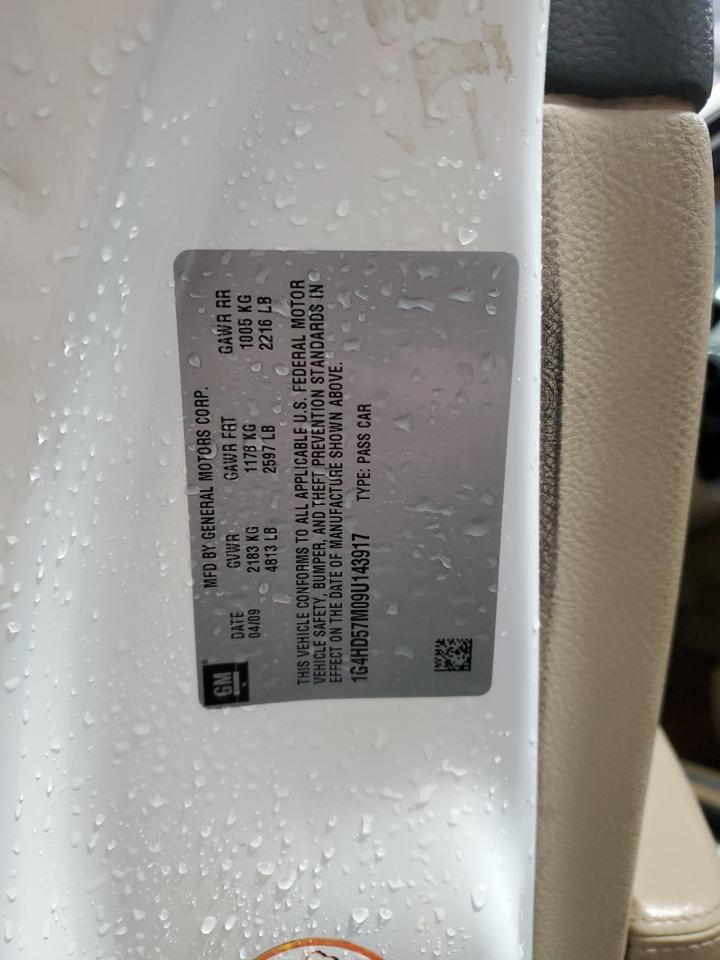 GM
MFD BY GENERAL MOTORS CORP.
DATE GVWR GAWR FRT GAWR RR
04/09 2183 KG 1178 KG 1005 KG
4813 LB 2597 LB 2216 LB
THIS VEHICLE CONFORMS TO ALL APPLICABLE U.S. FEDERAL MOTOR
VEHICLE SAFETY, BUMPER, AND THEFT PREVENTION STANDARDS IN
EFFECT ON THE DATE OF MANUFACTURE SHOWN ABOVE.
1G4HD57M09U143917 TYPE: PASS CAR